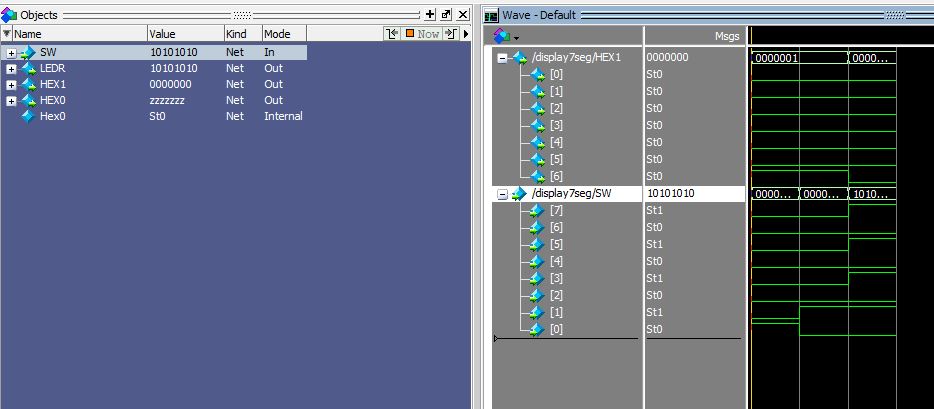 Objects
Name Value Kind Mode Now
SW 10101010 Net In
LEDR 10101010 Net Out
HEX1 0000000 Net Out
HEX0 zzzzzzz Net Out
Hex0 St0 Net Internal
Wave - Default
Msgs
/display7seg/HEX1 0000000 0000001 0000...
[0] St0
[1] St0
[2] St0
[3] St0
[4] St0
[5] St0
[6] St0
/display7seg/SW 10101010 0000... 0000... 1010...
[7] St1
[6] St0
[5] St1
[4] St0
[3] St1
[2] St0
[1] St1
[0] St0